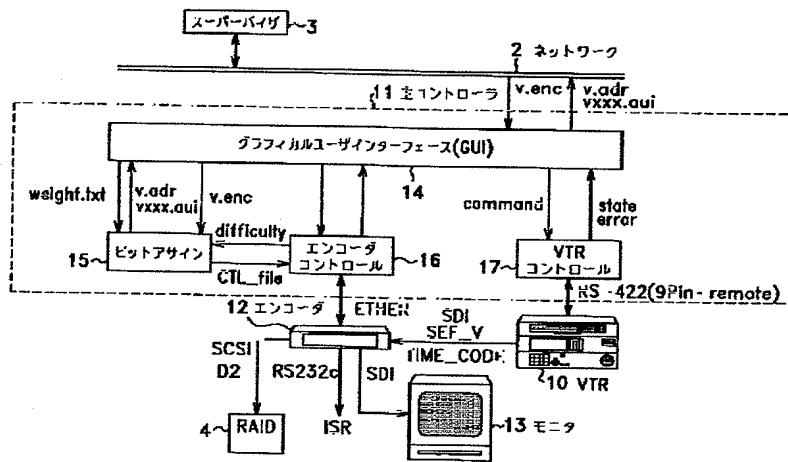 スーパーバイザ
3
2 ネットワーク
11 主コントローラ
v.enc
v.adr
vxxx.aui
グラフィカルユーザインターフェース(GUI)
14
weighf.txt
v.adr
vxxx.aui
v.enc
command
state
error
difficulty
15
ビットアサイン
エンコーダ
コントロール
16
17
VTR
コントロール
CTL_file
ETHER
RS-422(9Pin-remote)
12 エンコーダ
SDI
SEF_V
TIME_CODE
SCSI
D2
RS232c
SDI
10 VTR
4
RAID
ISR
13 モニタ